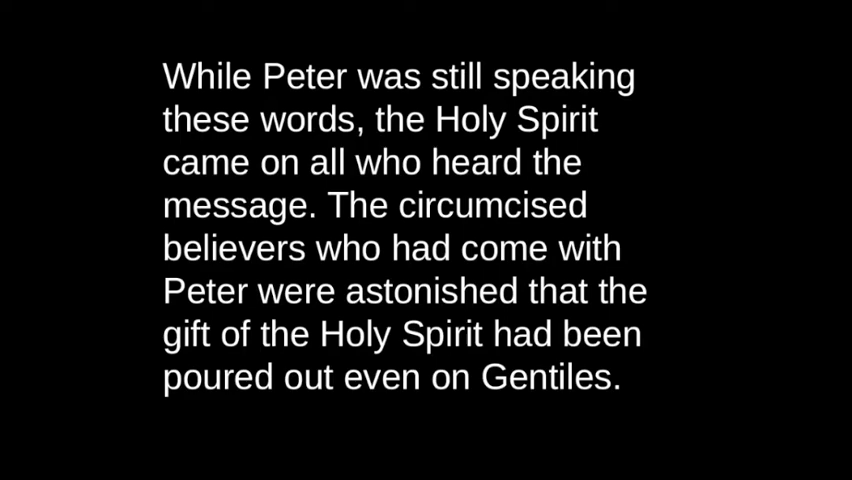 While Peter was still speaking
these words, the Holy Spirit
came on all who heard the
message. The circumcised
believers who had come with
Peter were astonished that the
gift of the Holy Spirit had been
poured out even on Gentiles.